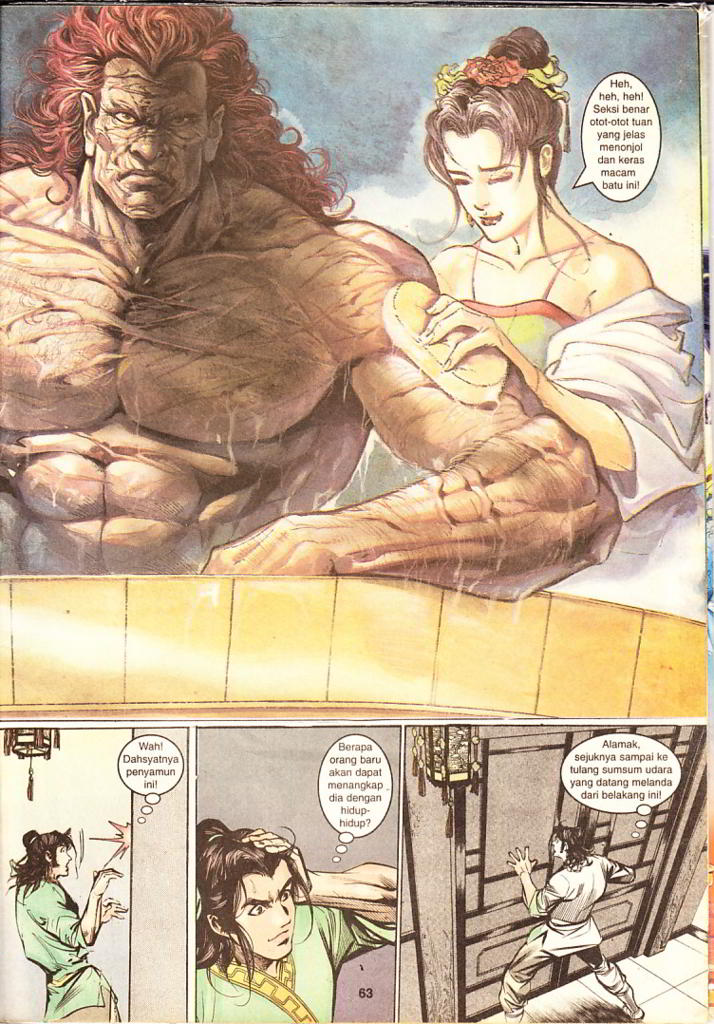 Heh,
heh, heh!
Seksi benar
otot-otot tuan
yang jelas
menonjol
dan keras
macam
batu ini!
Wah!
Dahsyatnya
penyamun
ini!
Berapa
orang baru
akan dapat
menangkap
dia dengan
hidup-
hidup?
Alamak,
sejuknya sampai ke
tulang sumsum udara
yang datang melanda
dari belakang ini!
63